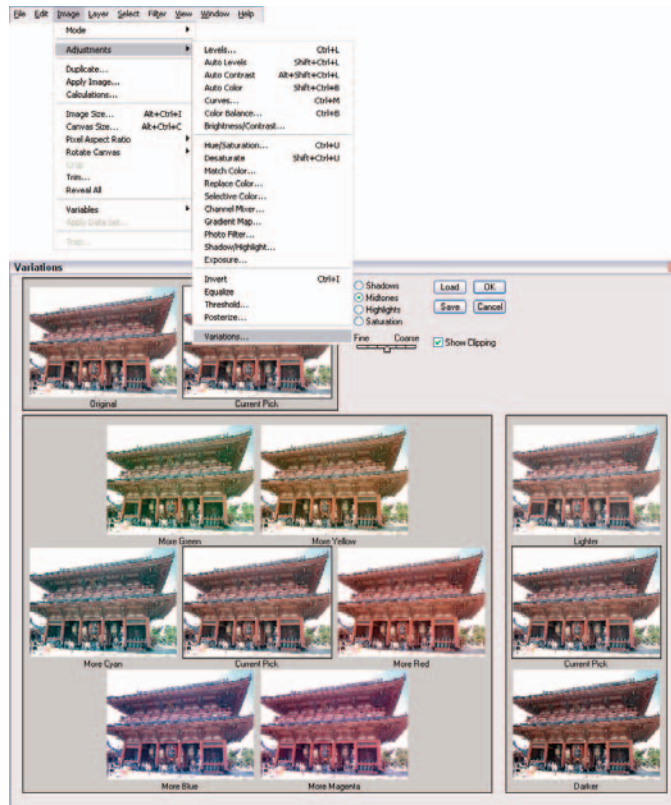 File Edit Image Layer Select Filter View Window Help
Mode
Adjustments
Duplicate...
Apply Image...
Calculations...
Image Size... Alt+Ctrl+I
Canvas Size... Alt+Ctrl+C
Pixel Aspect Ratio
Rotate Canvas
Crop
Trim...
Reveal All
Variables
Apply Data Set...
Trap...
Levels... Ctrl+L
Auto Levels Shift+Ctrl+L
Auto Contrast Alt+Shift+Ctrl+L
Auto Color Shift+Ctrl+B
Curves... Ctrl+M
Color Balance... Ctrl+B
Brightness/Contrast...
Hue/Saturation... Ctrl+U
Desaturate Shift+Ctrl+U
Match Color...
Replace Color...
Selective Color...
Channel Mixer...
Gradient Map...
Photo Filter...
Shadow/Highlight...
Exposure...
Invert Ctrl+I
Equalize
Threshold...
Posterize...
Variations...
Variations
Original
Current Pick
Shadows
Midtones
Highlights
Saturation
Fine Coarse
Load OK
Save Cancel
Show Clipping
More Green
More Yellow
Lighter
More Cyan
Current Pick
More Red
Current Pick
More Blue
More Magenta
Darker